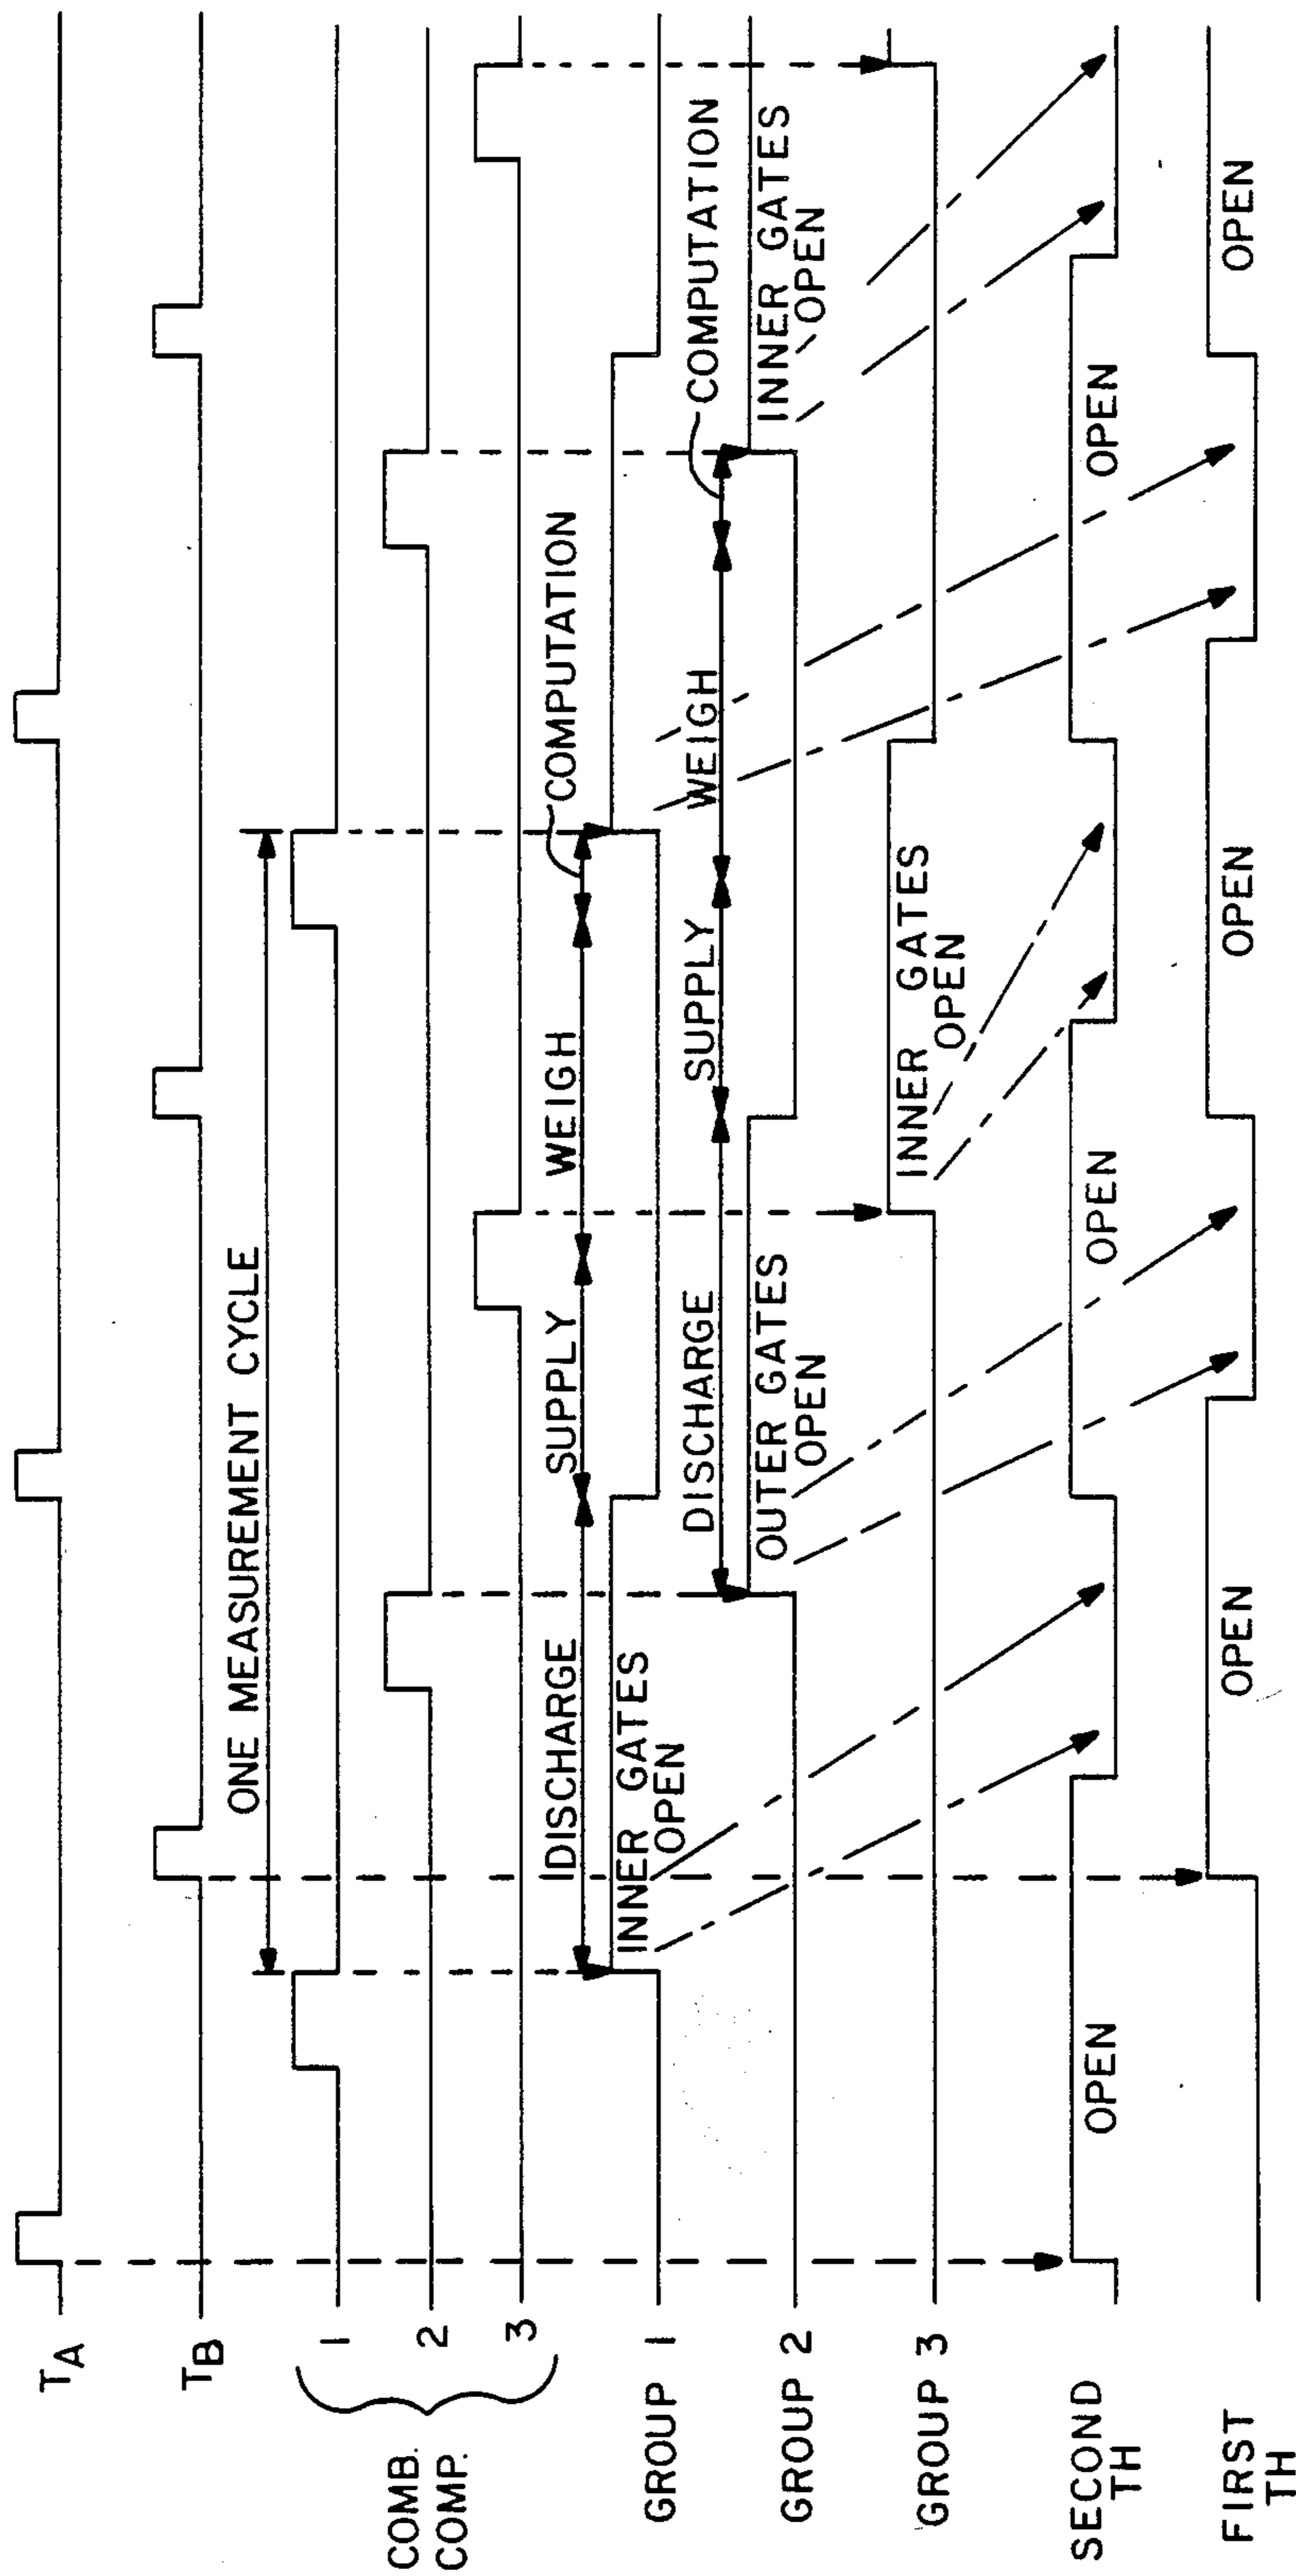 TA
TB
ONE MEASUREMENT CYCLE
COMB.
COMP.
1
2
3
DISCHARGE
SUPPLY
WEIGH
COMPUTATION
GROUP 1
INNER GATES
OPEN
DISCHARGE
SUPPLY
WEIGH
COMPUTATION
GROUP 2
OUTER GATES
OPEN
INNER GATES
OPEN
GROUP 3
INNER GATES
OPEN
SECOND
TH
OPEN
OPEN
OPEN
FIRST
TH
OPEN
OPEN
OPEN